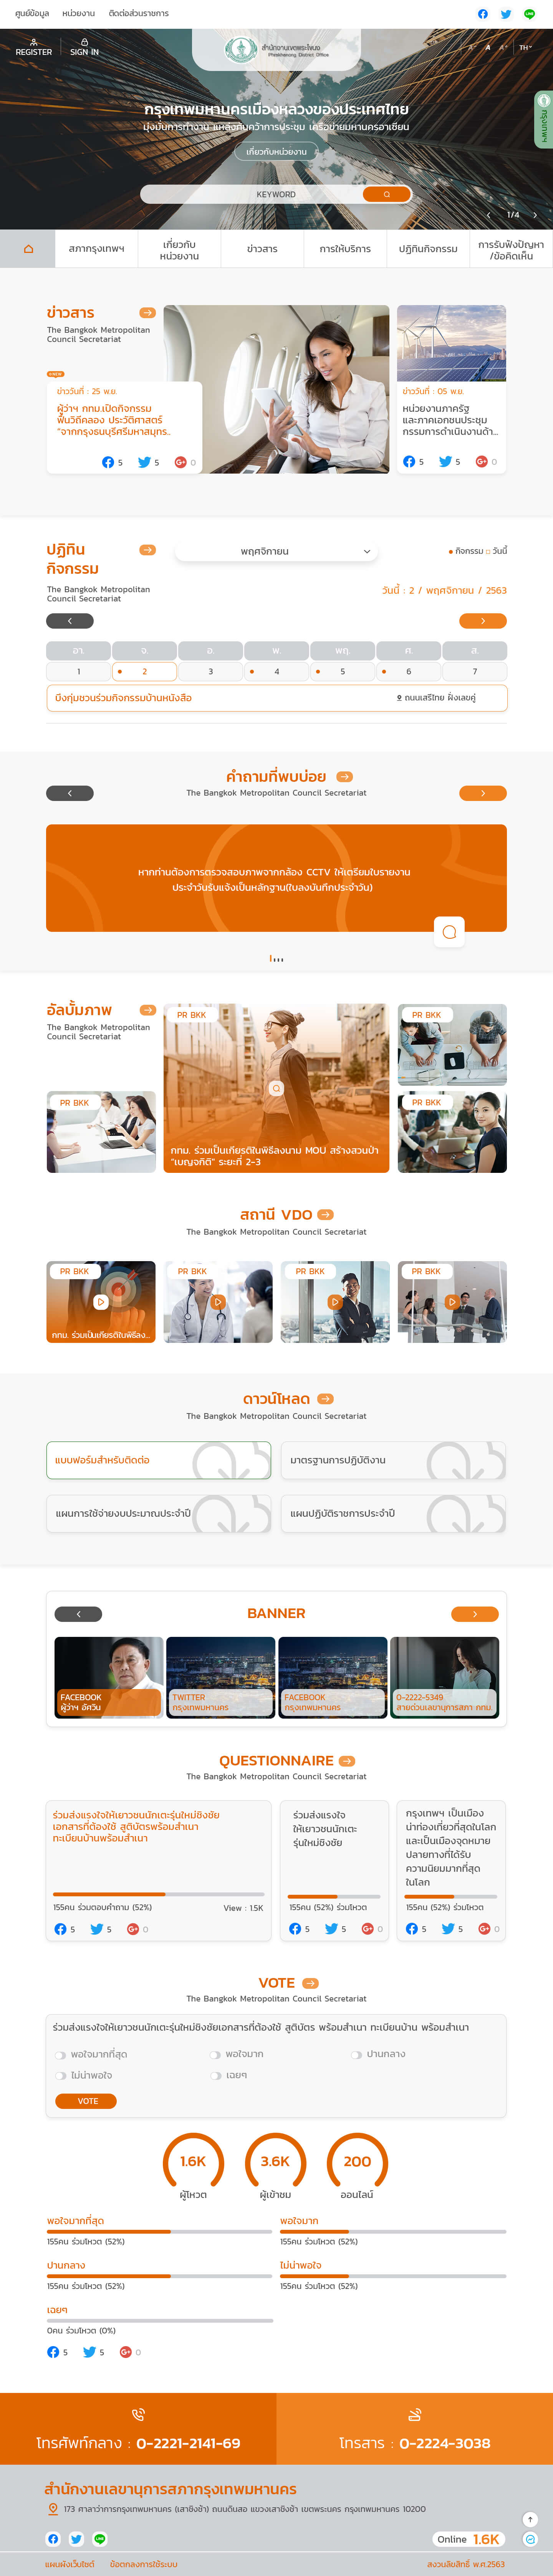 ศูนย์ข้อมูล หน่วยงาน ติดต่อส่วนราชการ
REGISTER SIGN IN
สำนักงานเขตพระโขนง
Phrakhanong District Office
A A A+ TH
กรุงเทพฯ
กรุงเทพมหานครเมืองหลวงของประเทศไทย
มุ่งมั่นการทำงาน แหล่งค้นคว้าการประชุม เครือข่ายมหานครอาเซียน
เกี่ยวกับหน่วยงาน
KEYWORD
1/4
สภากรุงเทพฯ
เกี่ยวกับ
หน่วยงาน
ข่าวสาร
การให้บริการ
ปฏิทินกิจกรรม
การรับฟังปัญหา
/ข้อคิดเห็น
ข่าวสาร
The Bangkok Metropolitan
Council Secretariat
ข่าววันที่ : 25 พ.ย.
ผู้ว่าฯ กทม.เปิดกิจกรรม
ฟื้นวิถีคลอง ประวัติศาสตร์
"จากกรุงธนบุรีศรีมหาสมุทร..
5 5 0
ข่าววันที่ : 05 พ.ย.
หน่วยงานภาครัฐ
และภาคเอกชนประชุม
กรรมการดำเนินงานด้า...
5 5 0
ปฏิทิน
กิจกรรม
The Bangkok Metropolitan
Council Secretariat
พฤศจิกายน
กิจกรรม วันนี้
วันนี้ : 2 / พฤศจิกายน / 2563
อา. จ. อ. พ. พฤ. ศ. ส.
1 2 3 4 5 6 7
บึงกุ่มชวนร่วมกิจกรรมบ้านหนังสือ
ถนนเสรีไทย ฝั่งเลขคู่
คำถามที่พบบ่อย
The Bangkok Metropolitan Council Secretariat
หากท่านต้องการตรวจสอบภาพจากกล้อง CCTV ให้เตรียมใบรายงาน
ประจำวันรับแจ้งเป็นหลักฐาน(ใบลงบันทึกประจำวัน)
อัลบั้มภาพ
The Bangkok Metropolitan
Council Secretariat
PR BKK
PR BKK
กทม. ร่วมเป็นเกียรติในพิธีลงนาม MOU สร้างสวนป่า
"เบญจกิติ" ระยะที่ 2-3
PR BKK
PR BKK
สถานี VDO
The Bangkok Metropolitan Council Secretariat
PR BKK
กทม. ร่วมเป็นเกียรติในพิธีลง...
PR BKK
PR BKK
PR BKK
ดาวน์โหลด
The Bangkok Metropolitan Council Secretariat
แบบฟอร์มสำหรับติดต่อ
มาตรฐานการปฏิบัติงาน
แผนการใช้จ่ายงบประมาณประจำปี
แผนปฏิบัติราชการประจำปี
BANNER
FACEBOOK
ผู้ว่าฯ อัศวิน
TWITTER
กรุงเทพมหานคร
FACEBOOK
กรุงเทพมหานคร
0-2222-5349
สายด่วนเลขานุการสภา กทม.
QUESTIONNAIRE
The Bangkok Metropolitan Council Secretariat
ร่วมส่งแรงใจให้เยาวชนนักเตะรุ่นใหม่ชิงชัย
เอกสารที่ต้องใช้ สูติบัตรพร้อมสำเนา
ทะเบียนบ้านพร้อมสำเนา
155คน ร่วมตอบคำถาม (52%)
View : 1.5K
5 5 0
ร่วมส่งแรงใจ
ให้เยาวชนนักเตะ
รุ่นใหม่ชิงชัย
155คน (52%) ร่วมโหวต
5 5 0
กรุงเทพฯ เป็นเมือง
น่าท่องเที่ยวที่สุดในโลก
และเป็นเมืองจุดหมาย
ปลายทางที่ได้รับ
ความนิยมมากที่สุด
ในโลก
155คน (52%) ร่วมโหวต
5 5 0
VOTE
The Bangkok Metropolitan Council Secretariat
ร่วมส่งแรงใจให้เยาวชนนักเตะรุ่นใหม่ชิงชัยเอกสารที่ต้องใช้ สูติบัตร พร้อมสำเนา ทะเบียนบ้าน พร้อมสำเนา
พอใจมากที่สุด พอใจมาก ปานกลาง
ไม่น่าพอใจ เฉยๆ
VOTE
1.6K 3.6K 200
ผู้โหวต ผู้เข้าชม ออนไลน์
พอใจมากที่สุด
155คน ร่วมโหวต (52%)
พอใจมาก
155คน ร่วมโหวต (52%)
ปานกลาง
155คน ร่วมโหวต (52%)
ไม่น่าพอใจ
155คน ร่วมโหวต (52%)
เฉยๆ
0คน ร่วมโหวต (0%)
5 5 0
โทรศัพท์กลาง : 0-2221-2141-69
โทรสาร : 0-2224-3038
สำนักงานเลขานุการสภากรุงเทพมหานคร
173 ศาลาว่าการกรุงเทพมหานคร (เสาชิงช้า) ถนนดินสอ แขวงเสาชิงช้า เขตพระนคร กรุงเทพมหานคร 10200
Online 1.6K
แผนผังเว็บไซต์ ข้อตกลงการใช้ระบบ
สงวนลิขสิทธิ์ พ.ศ.2563